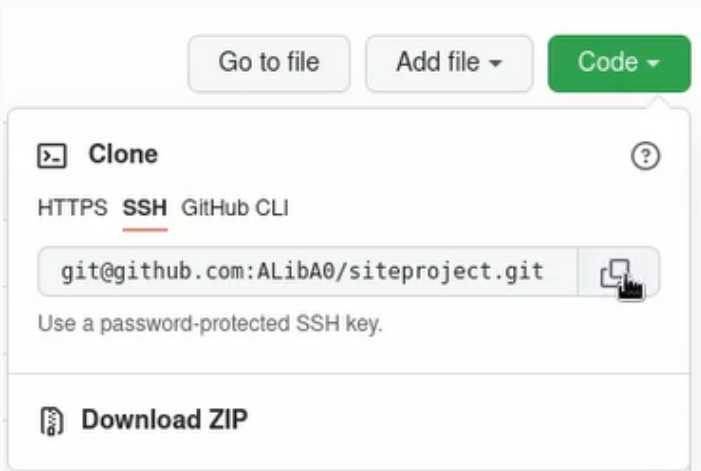 Go to file Add file Code
Clone
HTTPS SSH GitHub CLI
git@github.com:ALibA0/siteproject.git
Use a password-protected SSH key.
Download ZIP